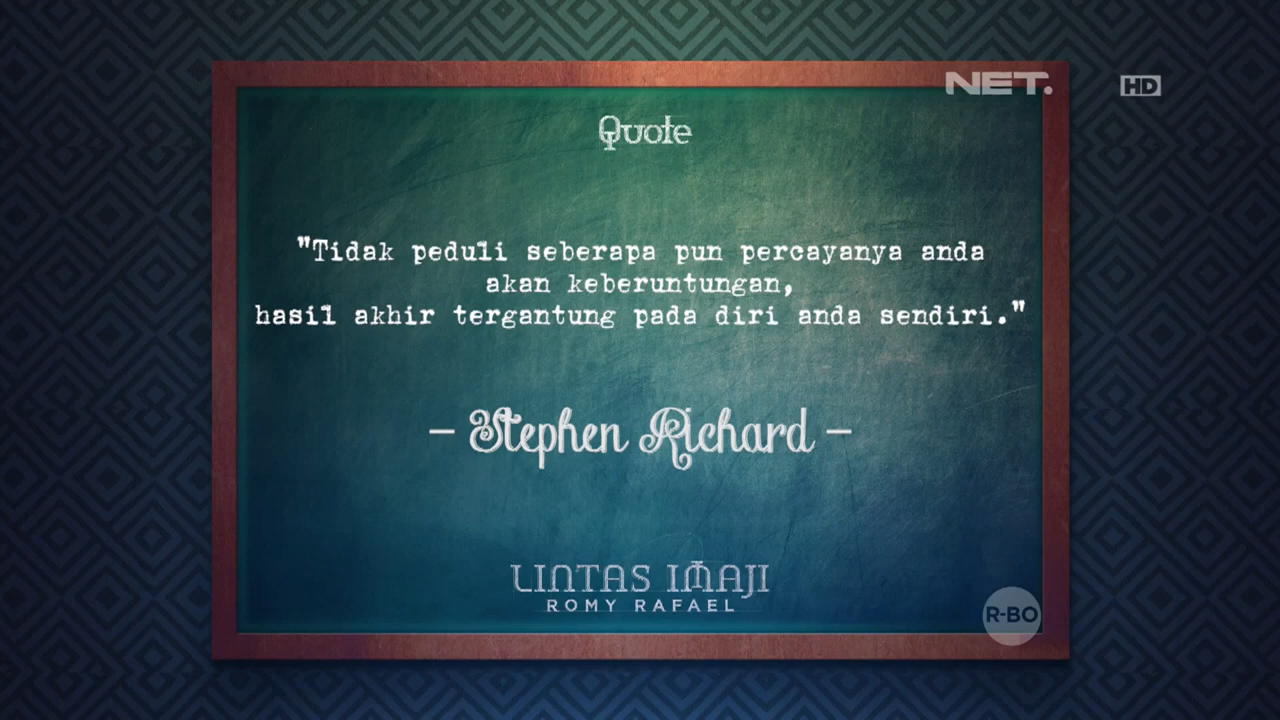 NET.
HD
Quote
"Tidak peduli seberapa pun percayanya anda
akan keberuntungan,
hasil akhir tergantung pada diri anda sendiri."
– Stephen Richard –
LINTAS IMAJI
ROMY RAFAEL
R-BO